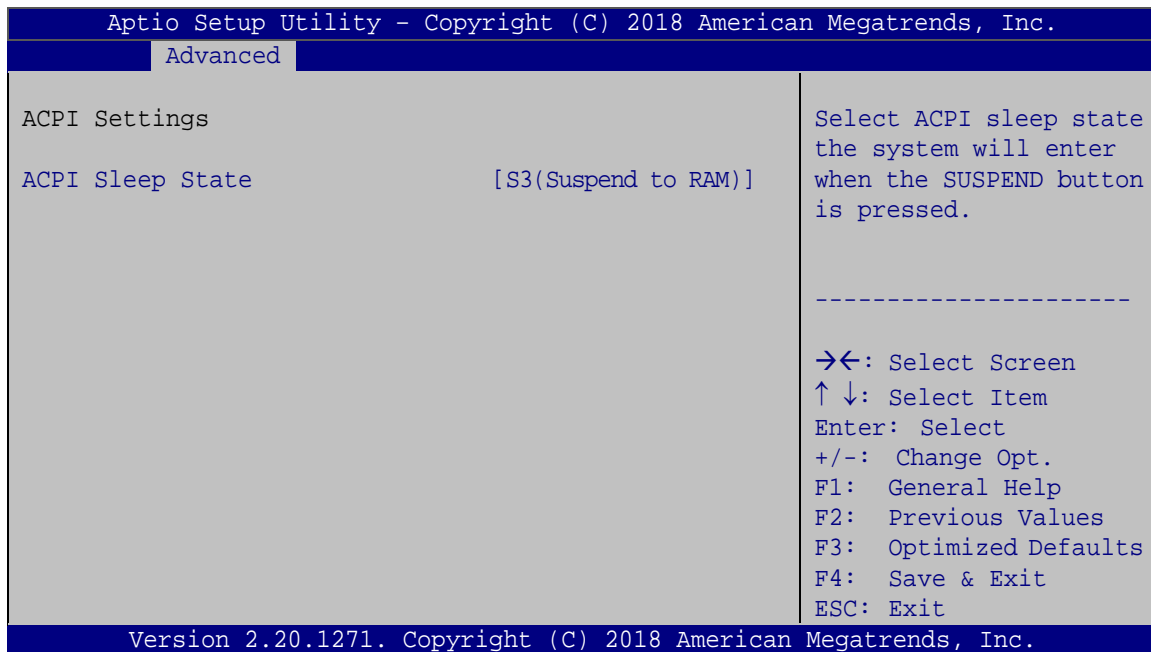 Aptio Setup Utility – Copyright (C) 2018 American Megatrends, Inc.
Advanced
ACPI Settings
ACPI Sleep State [S3(Suspend to RAM)]
Select ACPI sleep state
the system will enter
when the SUSPEND button
is pressed.
----------------------
→←: Select Screen
↑ ↓: Select Item
Enter: Select
+/-: Change Opt.
F1: General Help
F2: Previous Values
F3: Optimized Defaults
F4: Save & Exit
ESC: Exit
Version 2.20.1271. Copyright (C) 2018 American Megatrends, Inc.